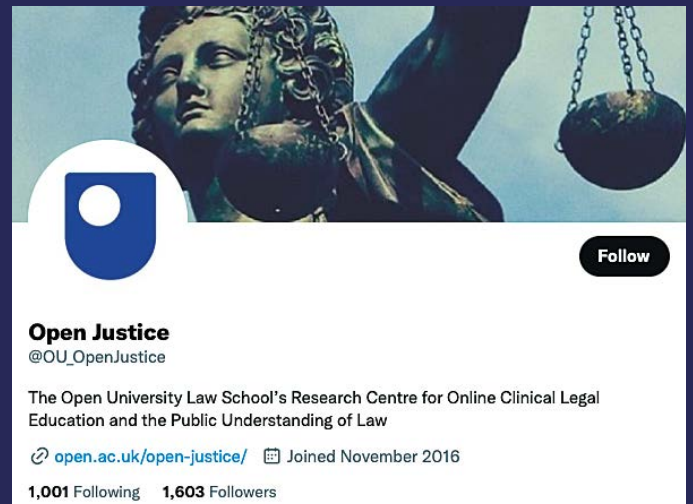 Follow
Open Justice
@OU_OpenJustice
The Open University Law School's Research Centre for Online Clinical Legal
Education and the Public Understanding of Law
open.ac.uk/open-justice/ Joined November 2016
1,001 Following 1,603 Followers